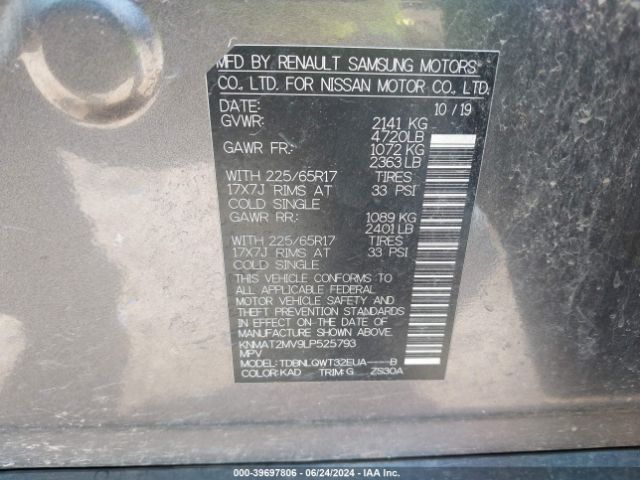 MFD BY RENAULT SAMSUNG MOTORS
CO., LTD. FOR NISSAN MOTOR CO., LTD.
DATE: 10/19
GVWR: 2141 KG
4720LB
GAWR FR: 1072 KG
2363LB
WITH 225/65R17 TIRES
17X7J RIMS AT 33 PSI
COLD SINGLE
GAWR RR: 1089 KG
2401LB
WITH 225/65R17 TIRES
17X7J RIMS AT 33 PSI
COLD SINGLE
THIS VEHICLE CONFORMS TO
ALL APPLICABLE FEDERAL
MOTOR VEHICLE SAFETY AND
THEFT PREVENTION STANDARDS
IN EFFECT ON THE DATE OF
MANUFACTURE SHOWN ABOVE.
KNMAT2MV9LP525793
MPV
MODEL: TDBNLQWT32EUA----B
COLOR: KAD TRIM: G ZS30A
000-39697806 - 06/24/2024 - IAA Inc.